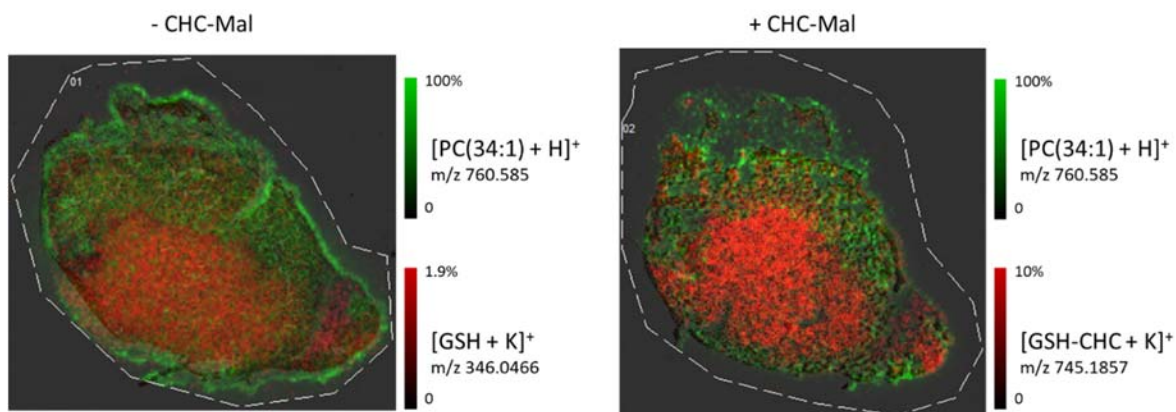 - CHC-Mal
01
100%
[PC(34:1) + H]⁺
m/z 760.585
0
1.9%
[GSH + K]⁺
m/z 346.0466
0
+ CHC-Mal
02
100%
[PC(34:1) + H]⁺
m/z 760.585
0
10%
[GSH-CHC + K]⁺
m/z 745.1857
0